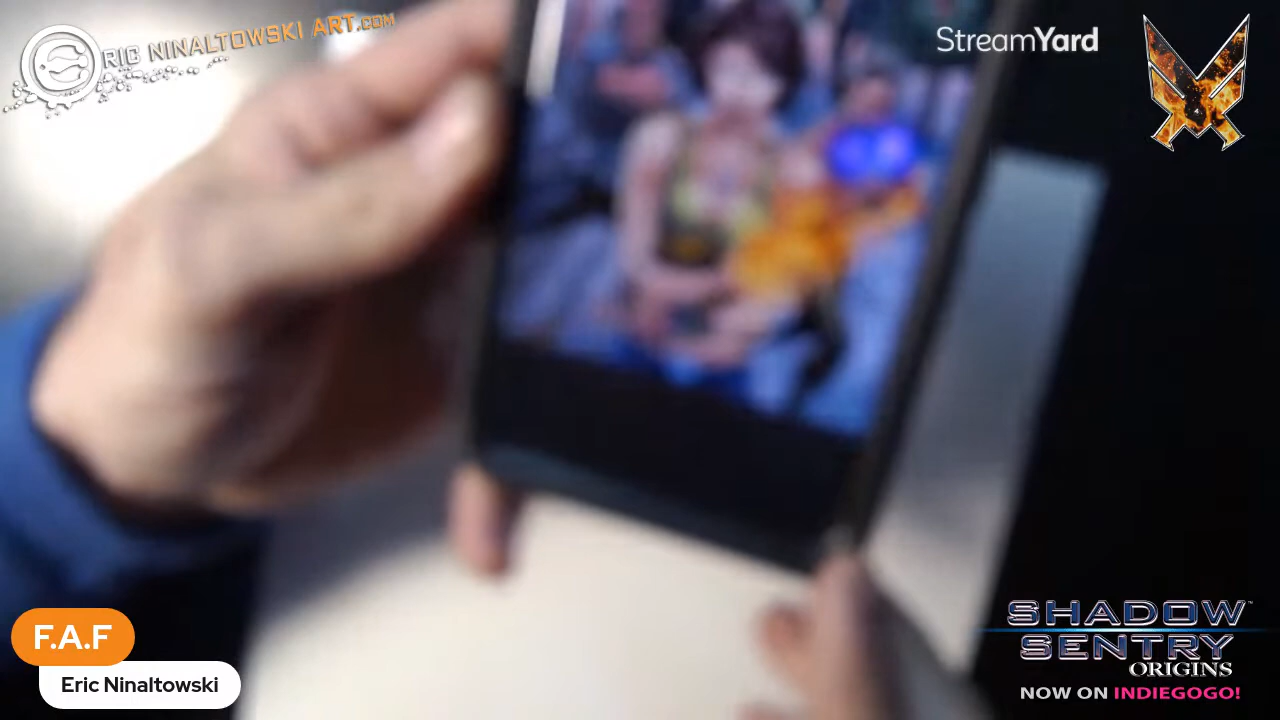 ERIC NINALTOWSKI ART.COM
StreamYard
F.A.F
Eric Ninaltowski
SHADOW
SENTRY
ORIGINS
NOW ON INDIEGOGO!